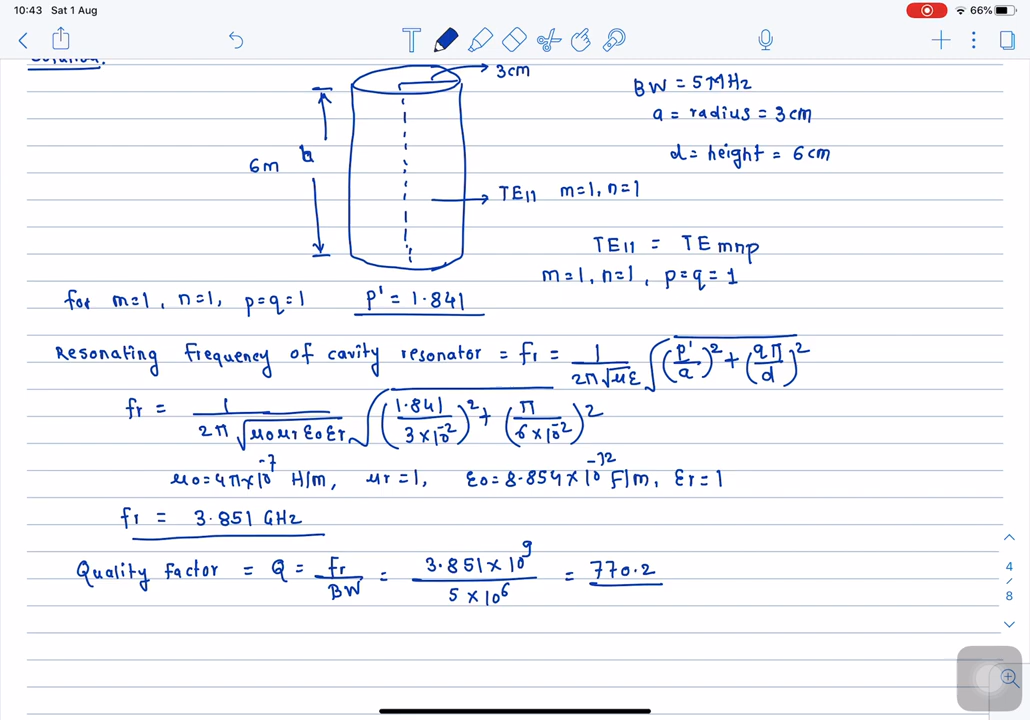 10:43 Sat 1 Aug
66%
T
Solution.
3cm
BW = 5MHz
a = radius = 3cm
d = height = 6cm
6m h
TE11 m=1, n=1
TE11 = TE mnp
m=1, n=1, p=q=1
for m=1, n=1, p=q=1 p' = 1.841
Resonating frequency of cavity resonator = fr = 1/(2π√με) √((p'/a)² + (qπ/d)²)
fr = 1/(2π√(μ0μrε0εr)) √((1.841/(3×10⁻²))² + (π/(6×10⁻²))²)
μ0=4π×10⁻⁷ H/m, μr=1, ε0=8.854×10⁻¹² F/m, εr=1
fr = 3.851 GHz
Quality factor = Q = fr/BW = (3.851×10⁹)/(5×10⁶) = 770.2
4
/
8